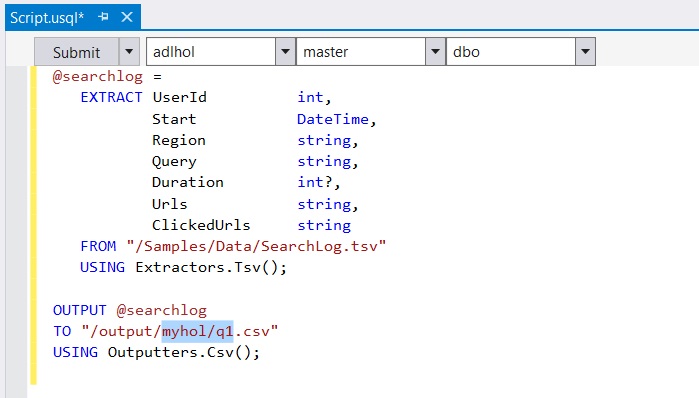 Script.usql*
Submit adlhol master dbo
@searchlog =
EXTRACT UserId int,
Start DateTime,
Region string,
Query string,
Duration int?,
Urls string,
ClickedUrls string
FROM "/Samples/Data/SearchLog.tsv"
USING Extractors.Tsv();
OUTPUT @searchlog
TO "/output/myhol/q1.csv"
USING Outputters.Csv();